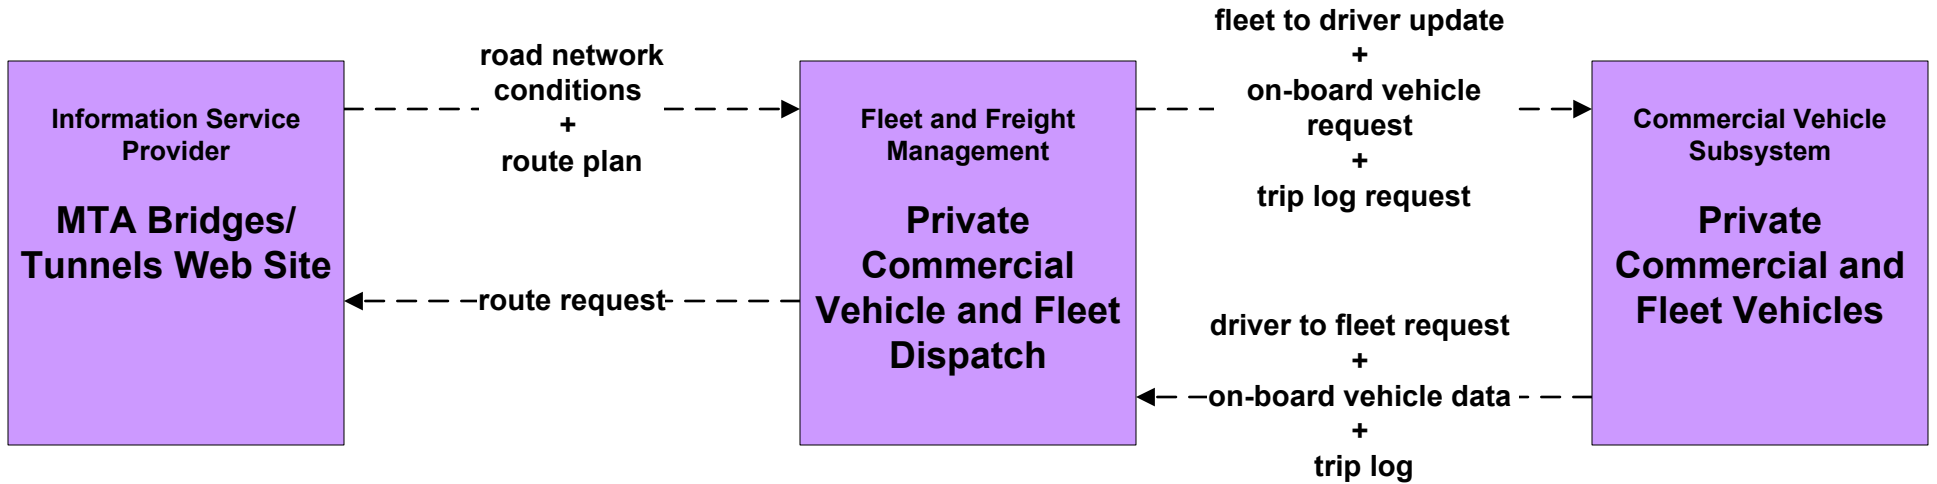 Information Service
Provider
MTA Bridges/
Tunnels Web Site
road network
conditions
+
route plan
route request
Fleet and Freight
Management
Private
Commercial
Vehicle and Fleet
Dispatch
fleet to driver update
+
on-board vehicle
request
+
trip log request
driver to fleet request
+
on-board vehicle data
+
trip log
Commercial Vehicle
Subsystem
Private
Commercial and
Fleet Vehicles